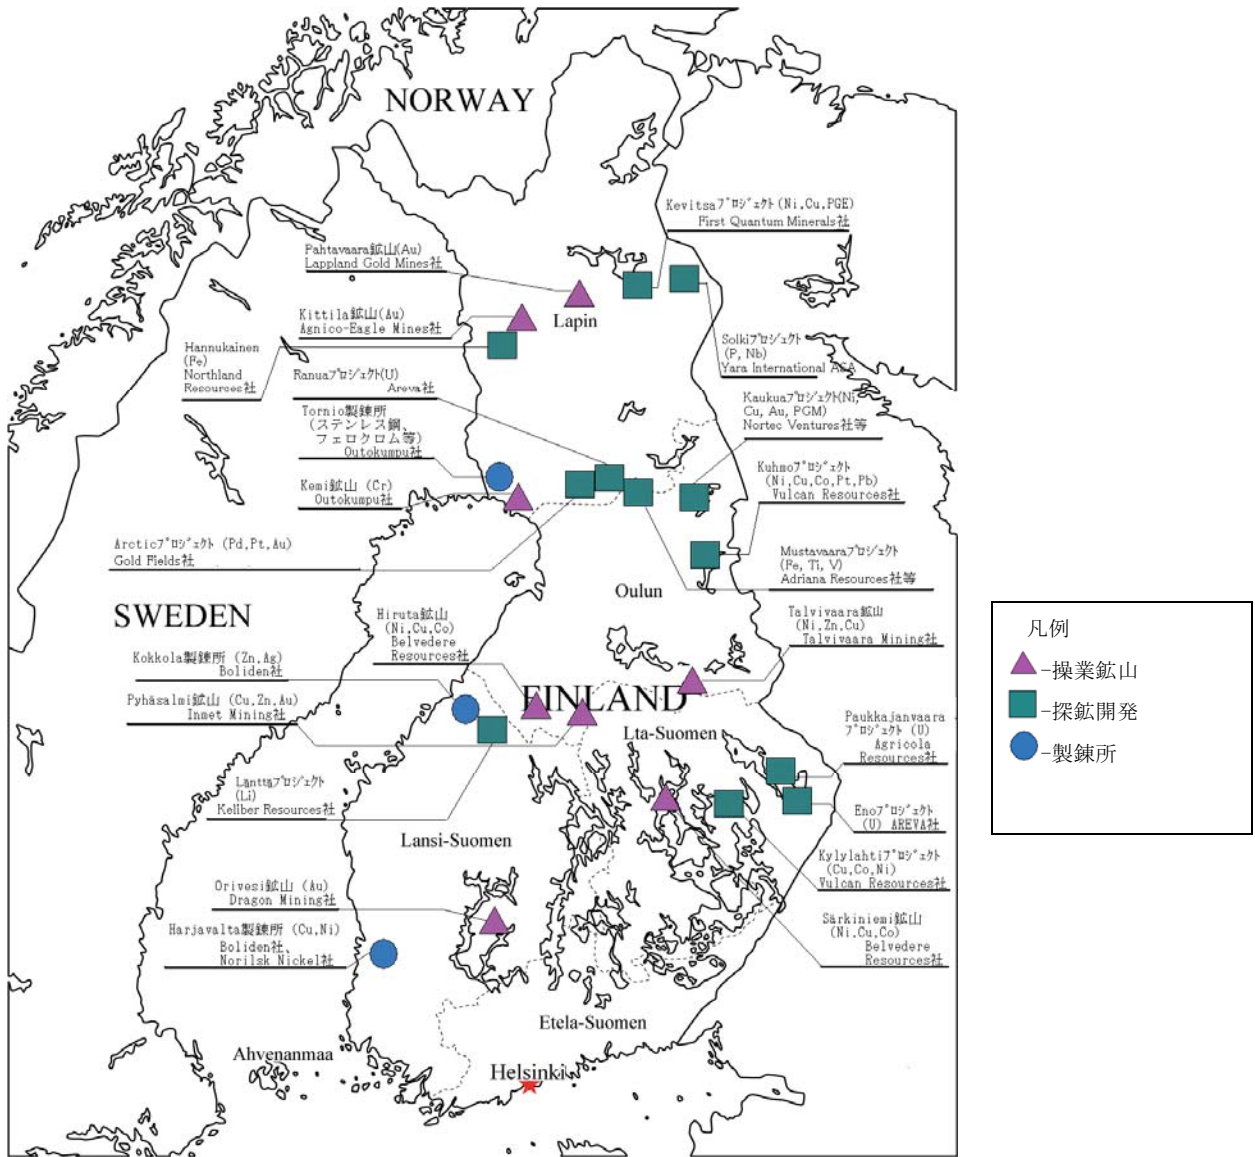 NORWAY
Kevitsaプロジェクト(Ni,Cu,PGE)
First Quantum Minerals社
Pahtavaara鉱山(Au)
Lappland Gold Mines社
Kittila鉱山(Au)
Agnico-Eagle Mines社
Lapin
Hannukainen
(Fe)
Northland
Resources社
Solkiプロジェクト
(P, Nb)
Yara International ASA
Ranuaプロジェクト(U)
Areva社
Kaukuaプロジェクト(Ni,
Cu, Au, PGM)
Nortec Ventures社等
Tornio製錬所
(ステンレス鋼、
フェロクロム等)
Outokumpu社
Kuhmoプロジェクト
(Ni,Cu,Co,Pt,Pb)
Vulcan Resources社
Kemi鉱山 (Cr)
Outokumpu社
Arcticプロジェクト (Pd,Pt,Au)
Gold Fields社
Mustavaaraプロジェクト
(Fe, Ti, V)
Adriana Resources社等
Oulun
SWEDEN
Hiruta鉱山
(Ni,Cu,Co)
Belvedere
Resources社
Talvivaara鉱山
(Ni,Zn,Cu)
Talvivaara Mining社
Kokkola製錬所 (Zn,Ag)
Boliden社
FINLAND
Pyhäsalmi鉱山 (Cu,Zn,Au)
Inmet Mining社
Lta-Suomen
Paukkajanvaara
プロジェクト (U)
Agricola
Resources社
Länttäプロジェクト
(Li)
Keliber Resources社
Enoプロジェクト
(U) AREVA社
Lansi-Suomen
Kylylahtiプロジェクト
(Cu,Co,Ni)
Vulcan Resources社
Orivesi鉱山 (Au)
Dragon Mining社
Särkiniemi鉱山
(Ni,Cu,Co)
Belvedere
Resources社
Harjavalta製錬所 (Cu,Ni)
Boliden社、
Norilsk Nickel社
Etela-Suomen
Ahvenanmaa
Helsinki
凡例
-操業鉱山
-探鉱開発
-製錬所